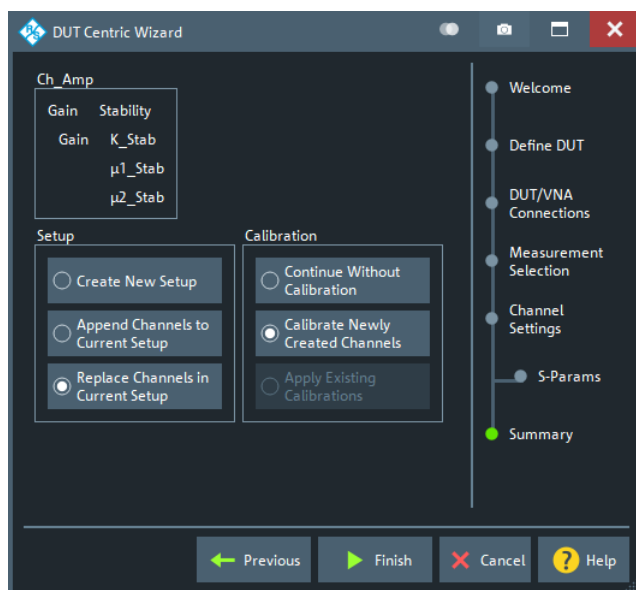 DUT Centric Wizard
Ch_Amp
Gain Stability
Gain K_Stab
µ1_Stab
µ2_Stab
Setup
Create New Setup
Append Channels to
Current Setup
Replace Channels in
Current Setup
Calibration
Continue Without
Calibration
Calibrate Newly
Created Channels
Apply Existing
Calibrations
Welcome
Define DUT
DUT/VNA
Connections
Measurement
Selection
Channel
Settings
S-Params
Summary
Previous
Finish
Cancel
? Help